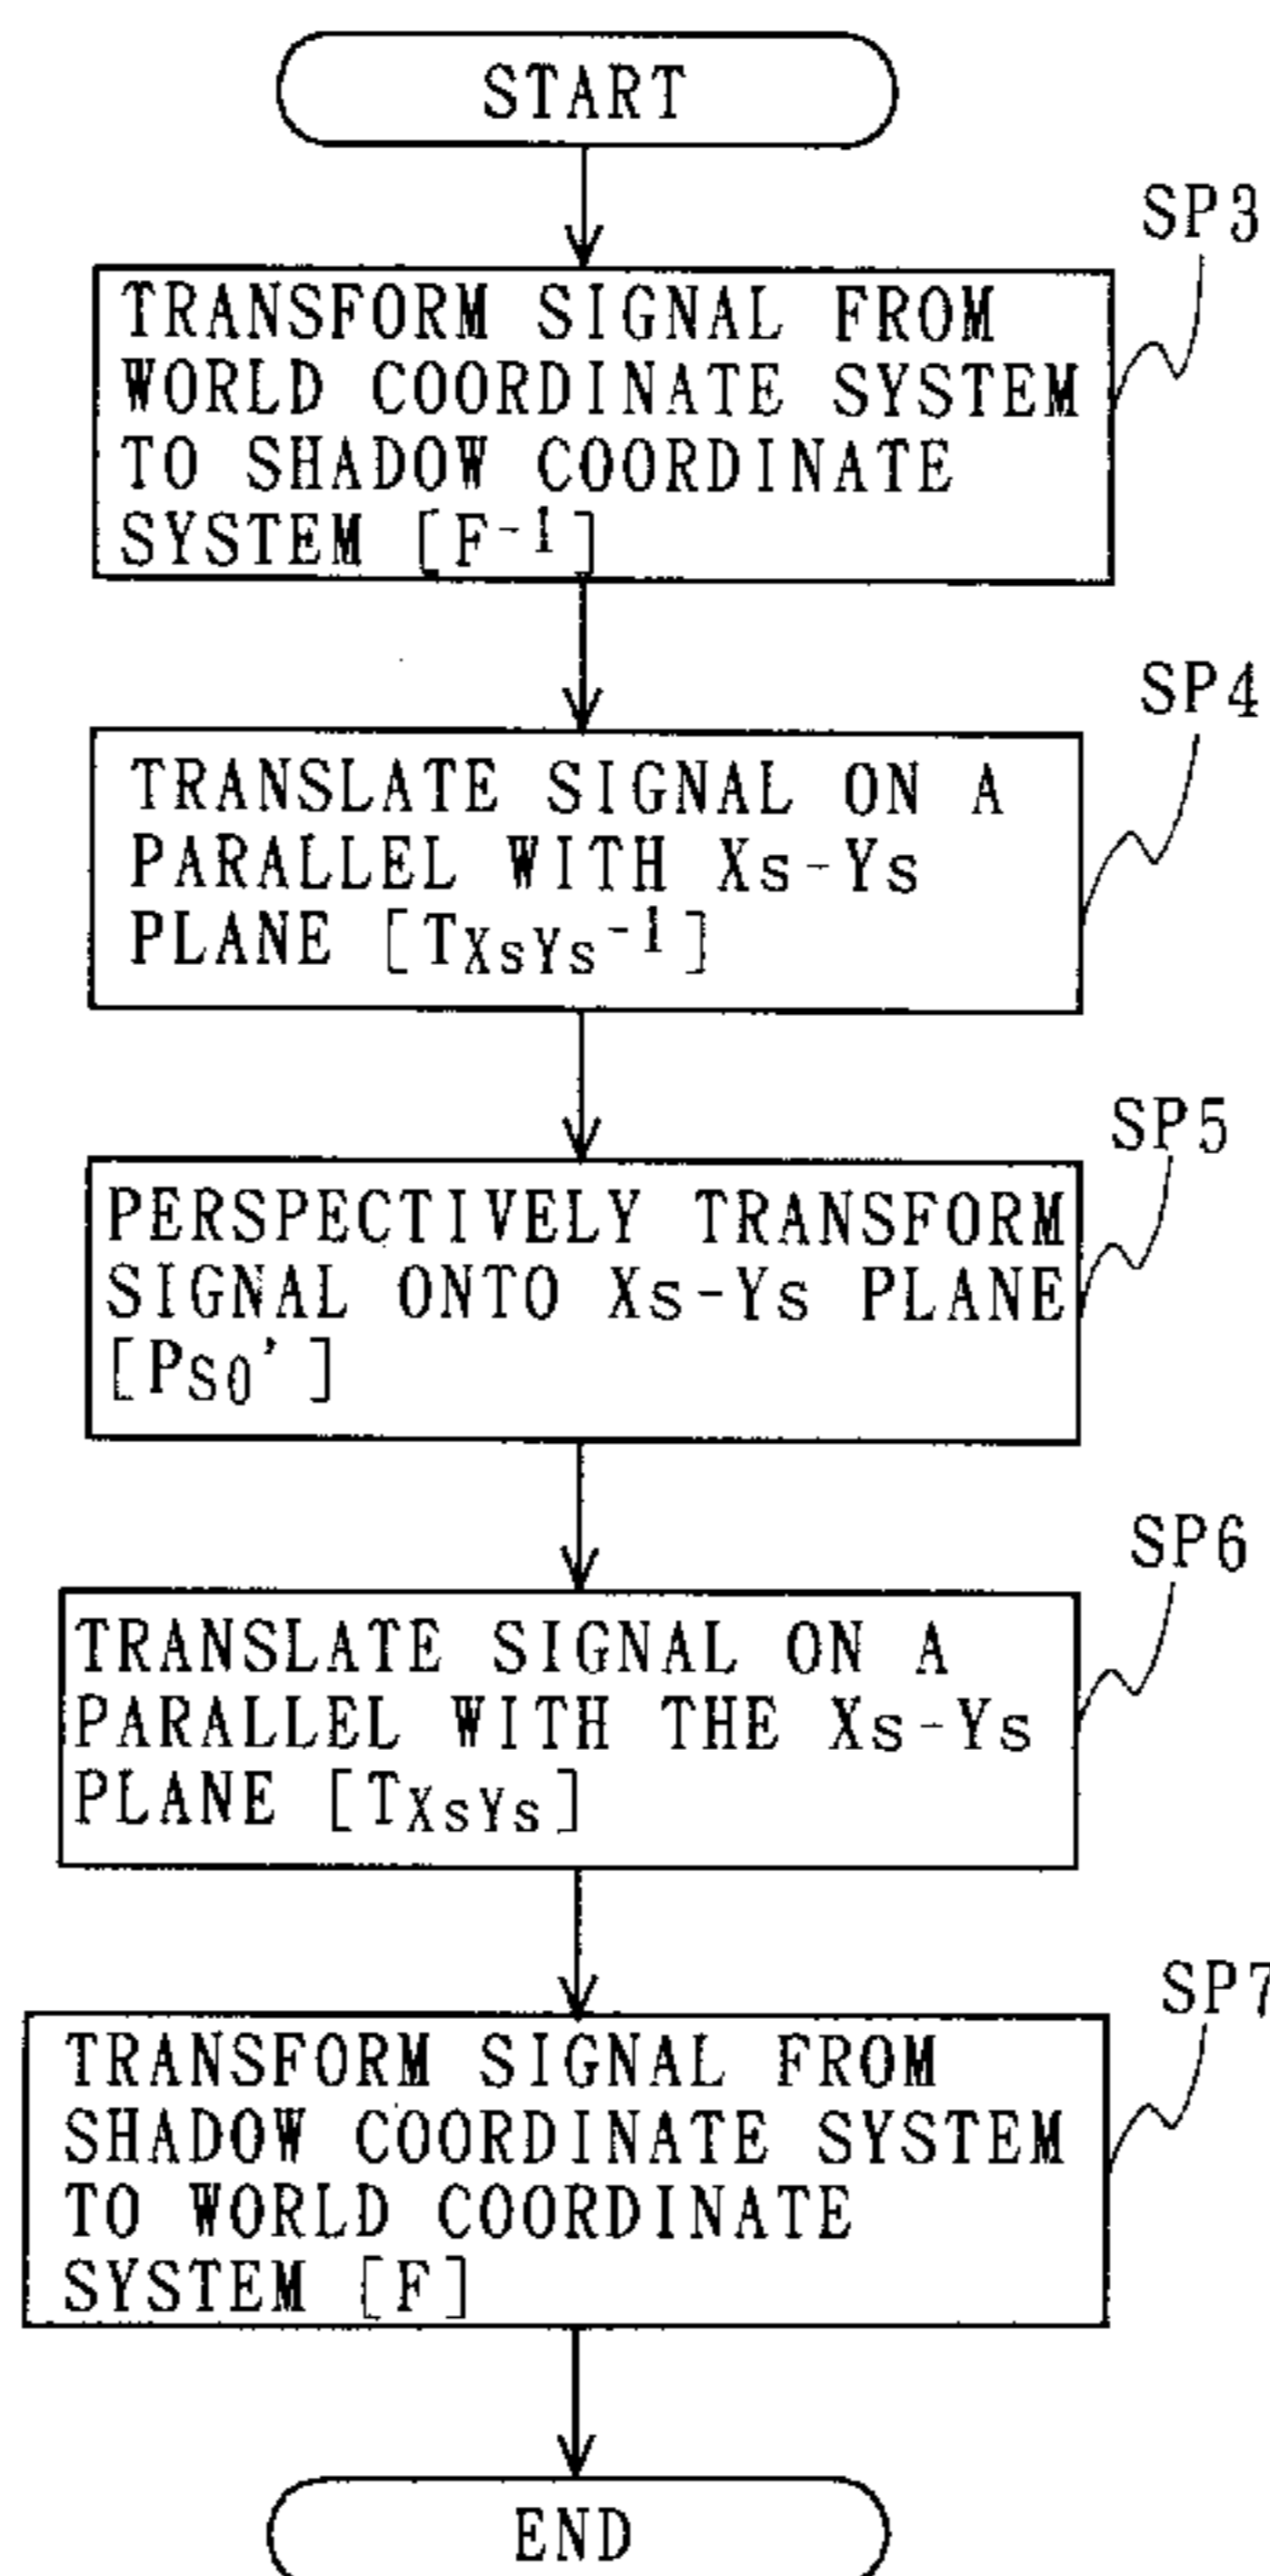 START
SP3
TRANSFORM SIGNAL FROM
WORLD COORDINATE SYSTEM
TO SHADOW COORDINATE
SYSTEM [F-1]
SP4
TRANSLATE SIGNAL ON A
PARALLEL WITH Xs-Ys
PLANE [TXsYs-1]
SP5
PERSPECTIVELY TRANSFORM
SIGNAL ONTO Xs-Ys PLANE
[PS0']
SP6
TRANSLATE SIGNAL ON A
PARALLEL WITH THE Xs-Ys
PLANE [TXsYs]
SP7
TRANSFORM SIGNAL FROM
SHADOW COORDINATE SYSTEM
TO WORLD COORDINATE
SYSTEM [F]
END